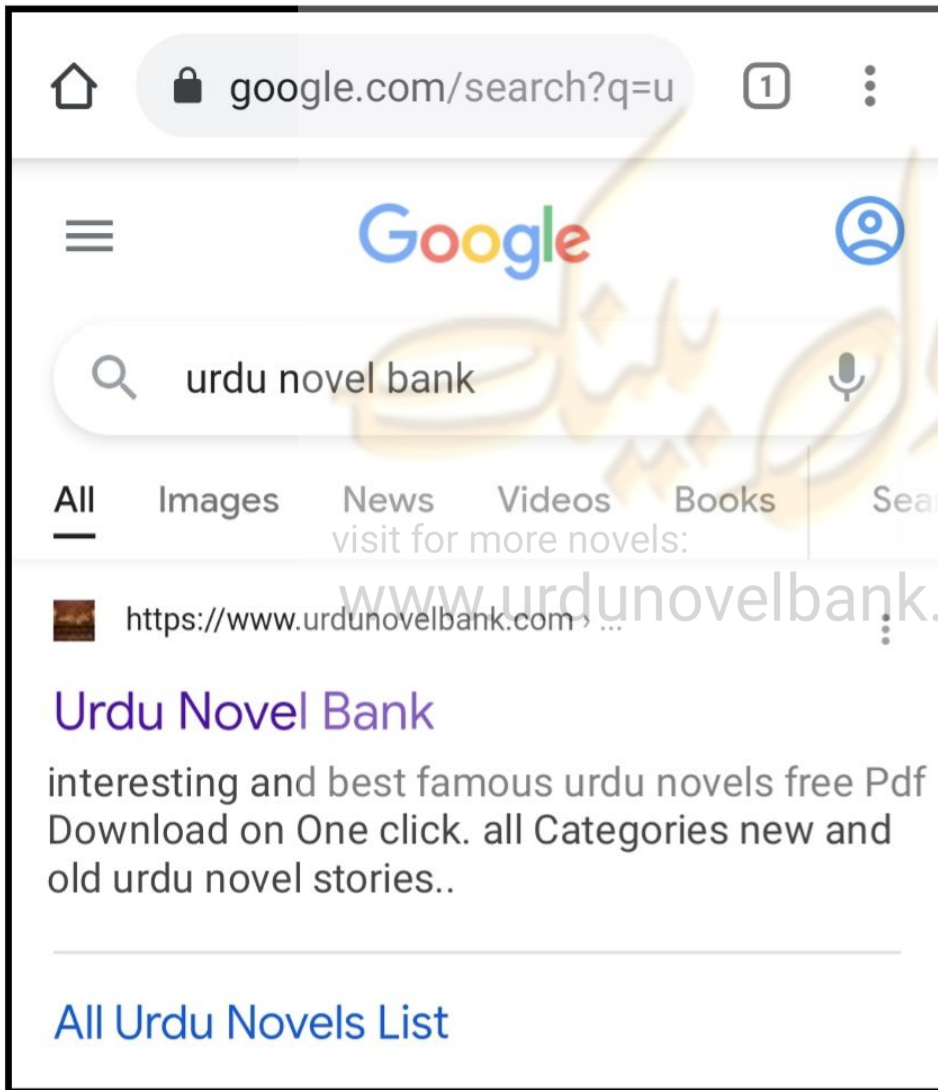 google.com/search?q=u
1
Google
urdu novel bank
All Images News Videos Books Sea
visit for more novels:
www.urdunovelbank.
https://www.urdunovelbank.com › ...
Urdu Novel Bank
interesting and best famous urdu novels free Pdf
Download on One click. all Categories new and
old urdu novel stories..
All Urdu Novels List